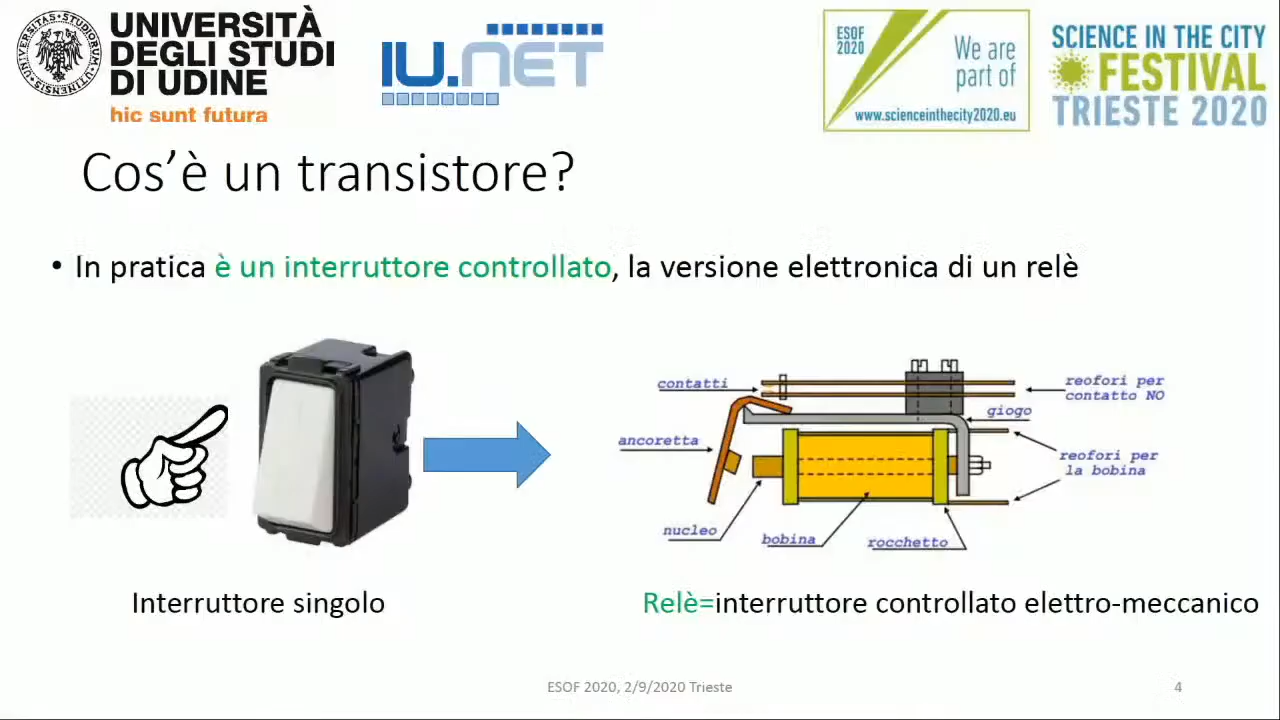 UNIVERSITÀ
DEGLI STUDI
DI UDINE
hic sunt futura
IU.NET
ESOF
2020
We are
part of
www.scienceinthecity2020.eu
SCIENCE IN THE CITY
FESTIVAL
TRIESTE 2020
Cos’è un transistore?
• In pratica è un interruttore controllato, la versione elettronica di un relè
contatti
reofori per
contatto NO
giogo
ancoretta
reofori per
la bobina
nucleo
bobina
rocchetto
Interruttore singolo
Relè=interruttore controllato elettro-meccanico
ESOF 2020, 2/9/2020 Trieste
4